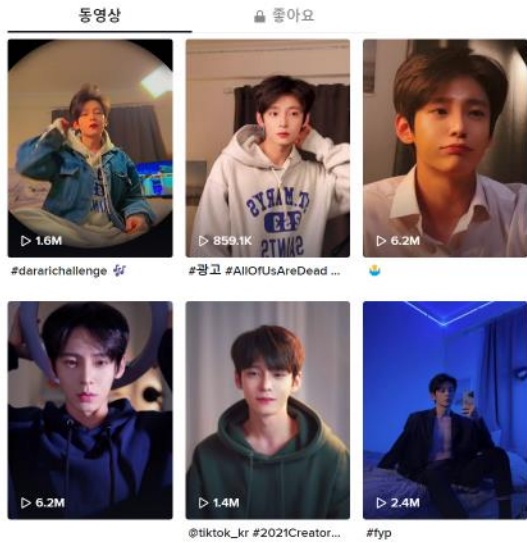 동영상
좋아요
1.6M
859.1K
6.2M
#dararichallenge
#광고 #AllOfUsAreDead ...
6.2M
1.4M
2.4M
@tiktok_kr #2021Creator...
#fyp